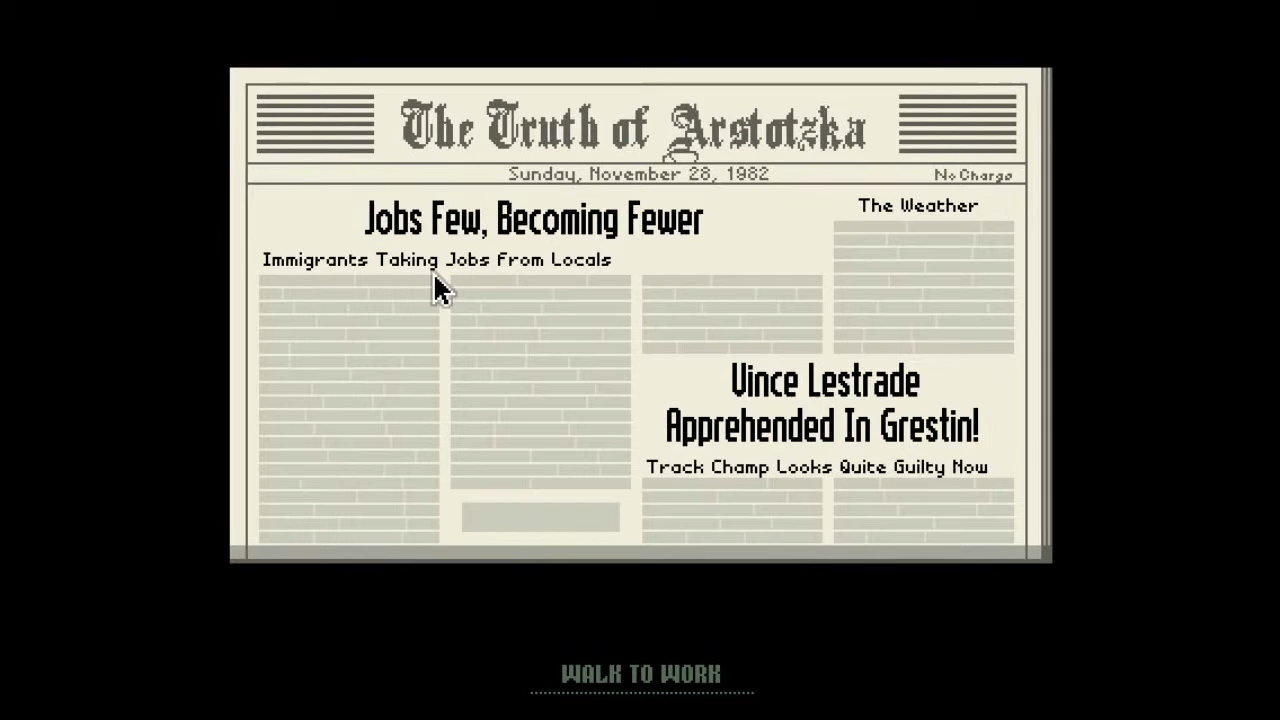 The Truth of Arstotzka
Sunday, November 28, 1982
No Charge
Jobs Few, Becoming Fewer
Immigrants Taking Jobs From Locals
The Weather
Vince Lestrade
Apprehended In Grestin!
Track Champ Looks Quite Guilty Now
WALK TO WORK